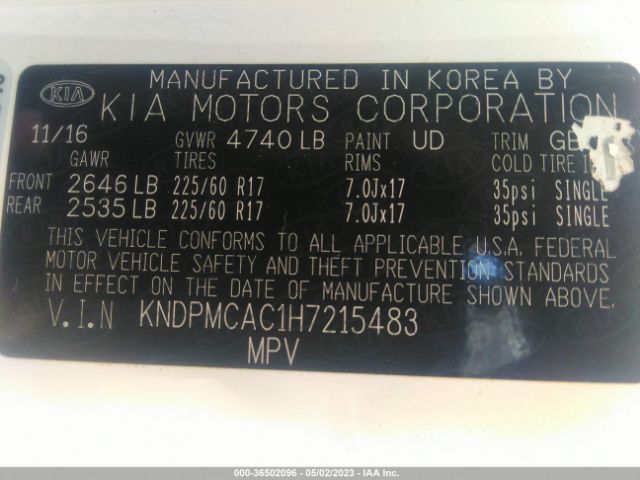 MANUFACTURED IN KOREA BY
KIA KIA MOTORS CORPORATION
11/16 GVWR 4740 LB PAINT UD TRIM
GAWR TIRES RIMS COLD TIRE
FRONT 2646 LB 225/60 R17 7.0Jx17 35psi SINGLE
REAR 2535 LB 225/60 R17 7.0Jx17 35psi SINGLE
THIS VEHICLE CONFORMS TO ALL APPLICABLE U.S.A. FEDERAL
MOTOR VEHICLE SAFETY AND THEFT PREVENTION STANDARDS
IN EFFECT ON THE DATE OF MANUFACTURE SHOWN ABOVE.
V.I.N KNDPMCAC1H7215483
MPV
000-36502096 - 05/02/2023 - IAA Inc.